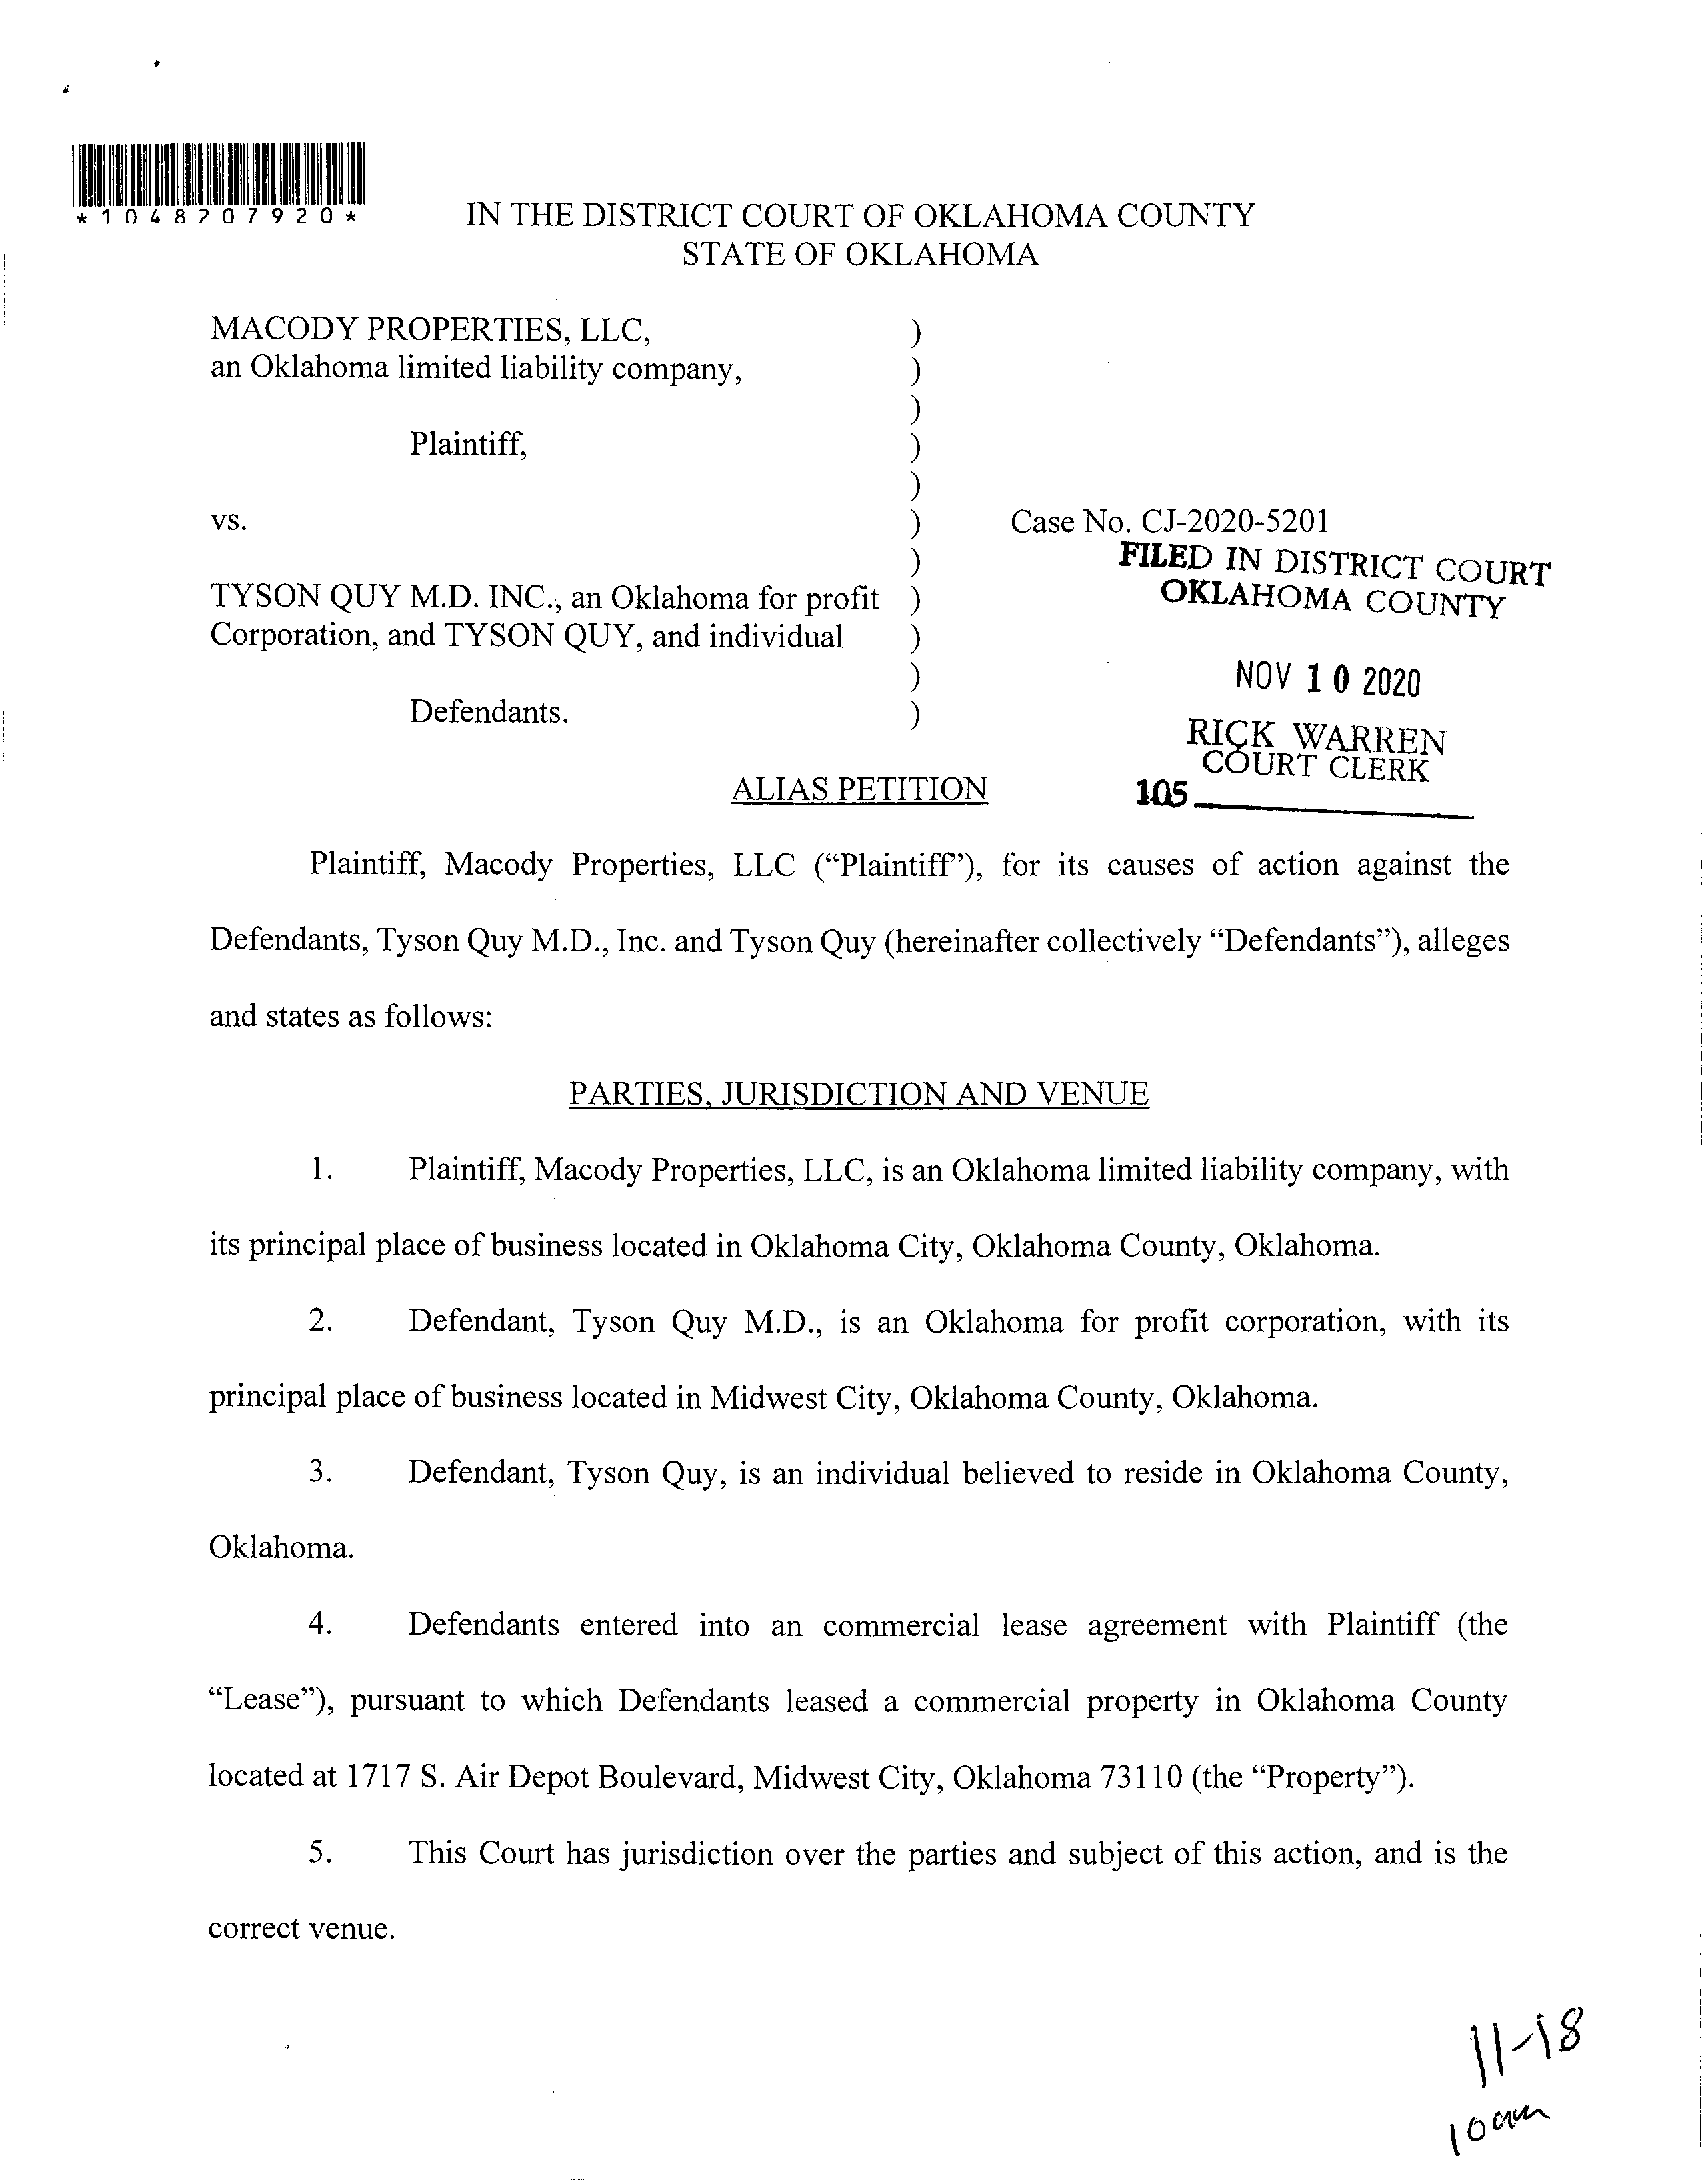 *1048707920*
IN THE DISTRICT COURT OF OKLAHOMA COUNTY
STATE OF OKLAHOMA
MACODY PROPERTIES, LLC, )
an Oklahoma limited liability company, )
)
Plaintiff, )
)
vs. ) Case No. CJ-2020-5201
) FILED IN DISTRICT COURT
TYSON QUY M.D. INC., an Oklahoma for profit ) OKLAHOMA COUNTY
Corporation, and TYSON QUY, and individual )
) NOV 10 2020
Defendants. )
RICK WARREN
COURT CLERK
ALIAS PETITION 105
Plaintiff, Macody Properties, LLC (“Plaintiff”), for its causes of action against the
Defendants, Tyson Quy M.D., Inc. and Tyson Quy (hereinafter collectively “Defendants”), alleges
and states as follows:
PARTIES, JURISDICTION AND VENUE
1. Plaintiff, Macody Properties, LLC, is an Oklahoma limited liability company, with
its principal place of business located in Oklahoma City, Oklahoma County, Oklahoma.
2. Defendant, Tyson Quy M.D., is an Oklahoma for profit corporation, with its
principal place of business located in Midwest City, Oklahoma County, Oklahoma.
3. Defendant, Tyson Quy, is an individual believed to reside in Oklahoma County,
Oklahoma.
4. Defendants entered into an commercial lease agreement with Plaintiff (the
“Lease”), pursuant to which Defendants leased a commercial property in Oklahoma County
located at 1717 S. Air Depot Boulevard, Midwest City, Oklahoma 73110 (the “Property”).
5. This Court has jurisdiction over the parties and subject of this action, and is the
correct venue.
11-18
10am